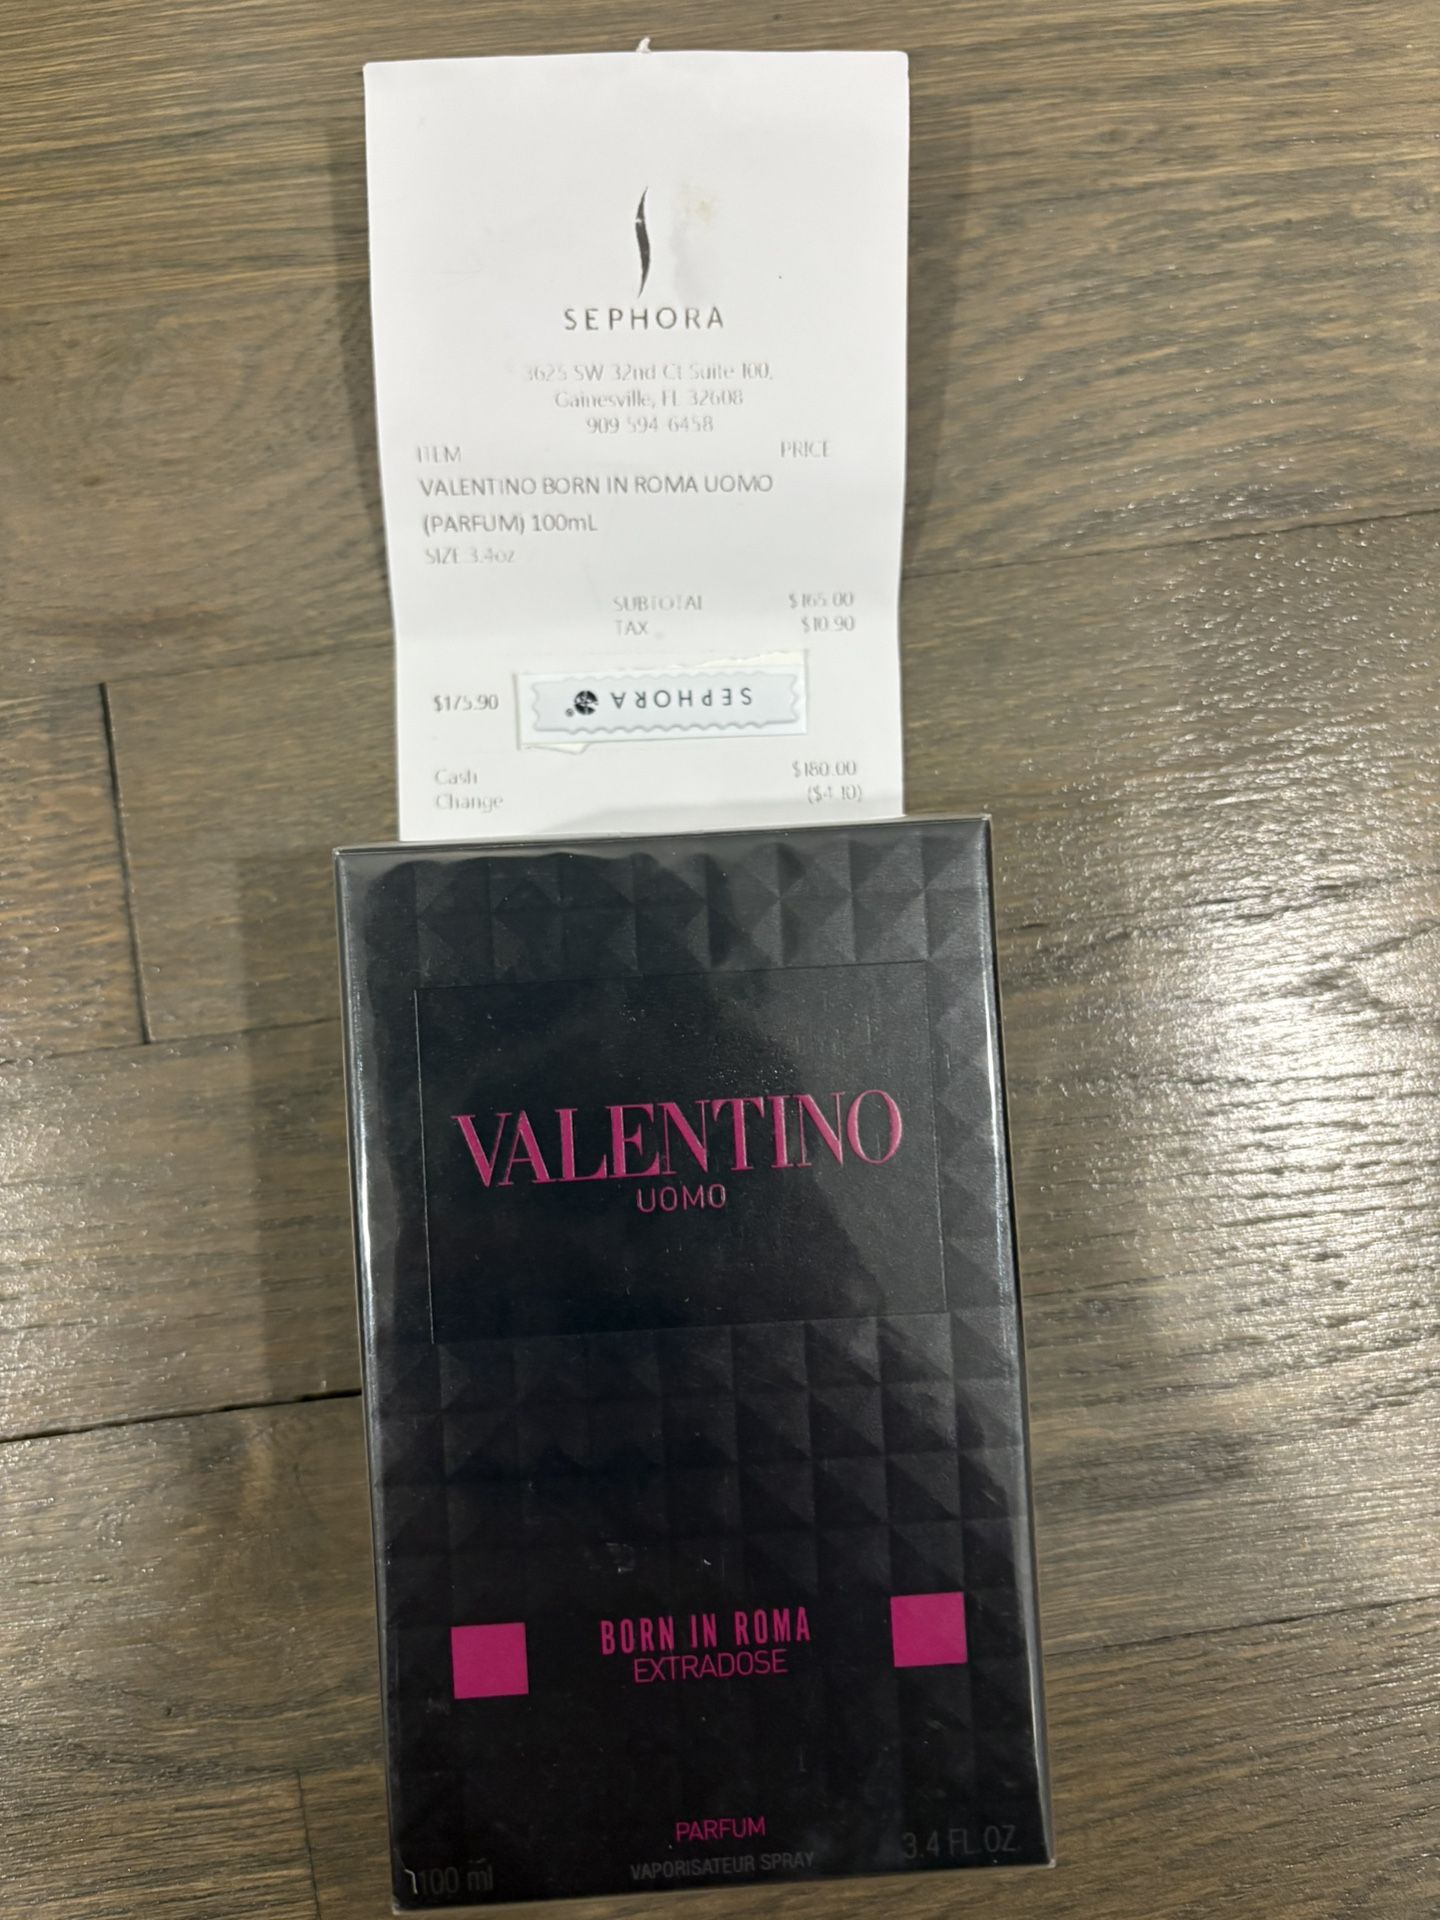 SEPHORA
3625 SW 32nd Ct Suite 100,
Gainesville, FL 32608
909 594 6458
ITEM PRICE
VALENTINO BORN IN ROMA UOMO
(PARFUM) 100mL
SIZE 3.4oz
SUBTOTAL $165.00
TAX $10.90
$175.90 SEPHORA
Cash $180.00
Change ($4.10)
VALENTINO
UOMO
BORN IN ROMA
EXTRADOSE
PARFUM
100 ml VAPORISATEUR SPRAY 3.4 FL.OZ.